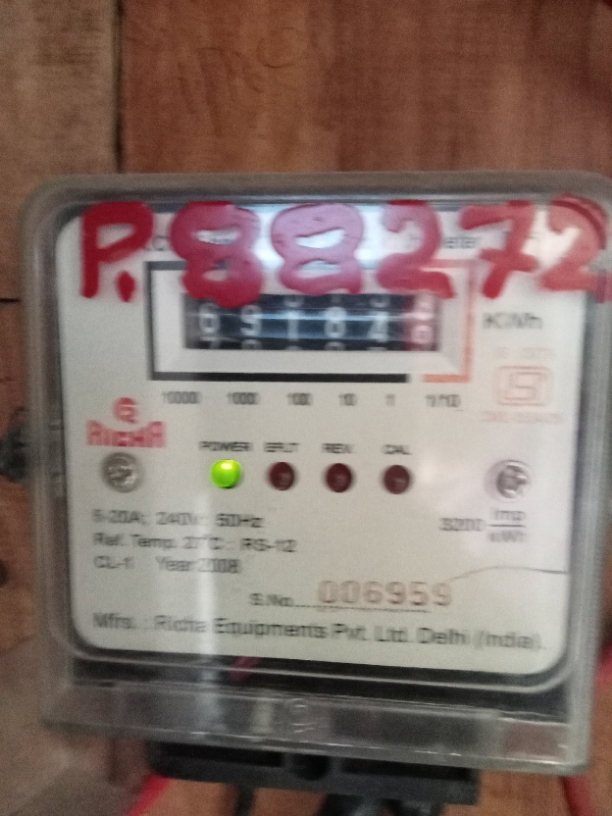 P. 88272
69184
KWh
10000 1000 100 10 1 1/10
RICHA
POWER EPLT REV. CAL
5-20A; 240V~ 50Hz
Ref. Temp. 27°C : RS-12
3200 imp/kWh
CL-1 Year 2008
S.No. 006959
Mfrs. : Richa Equipments Pvt. Ltd. Delhi (India).